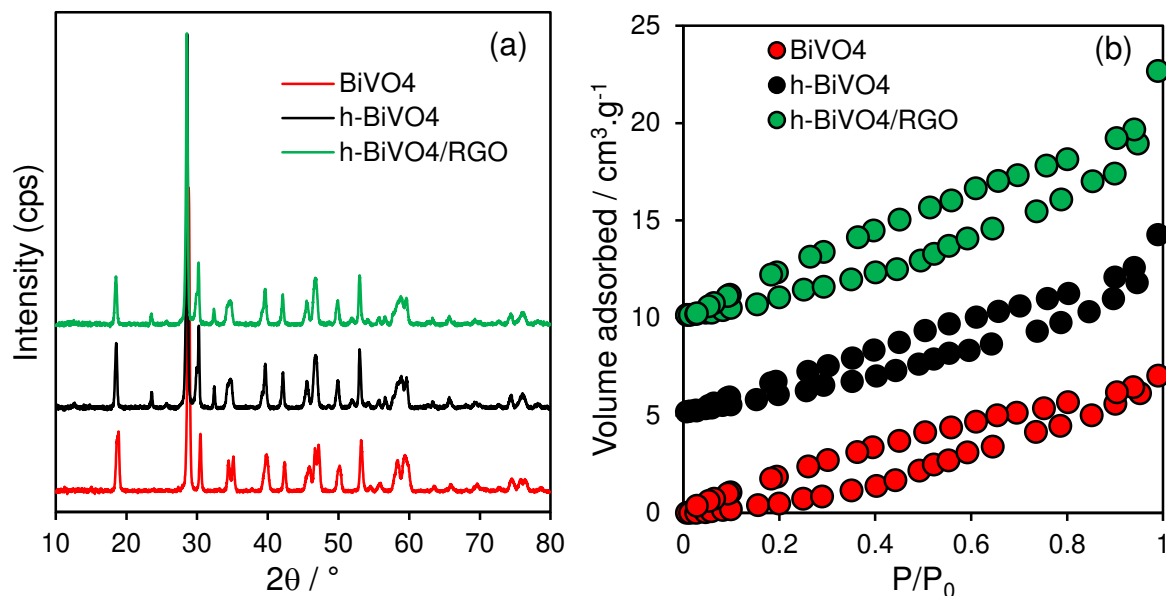 (a)
BiVO4
h-BiVO4
h-BiVO4/RGO
Intensity (cps)
10 20 30 40 50 60 70 80
2θ / °
(b)
BiVO4
h-BiVO4
h-BiVO4/RGO
Volume adsorbed / cm³.g⁻¹
25
20
15
10
5
0
0 0.2 0.4 0.6 0.8 1
P/P₀